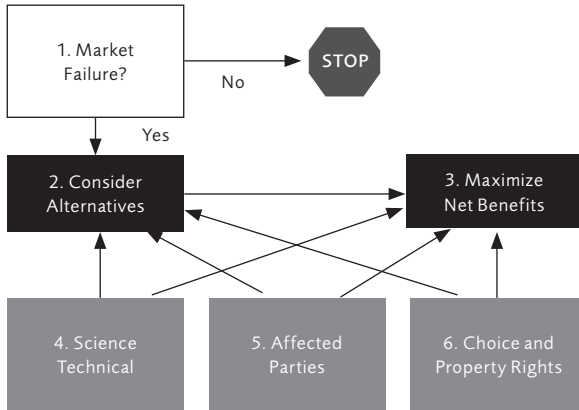 1. Market
Failure?
STOP
No
Yes
2. Consider
Alternatives
3. Maximize
Net Benefits
4. Science
Technical
5. Affected
Parties
6. Choice and
Property Rights